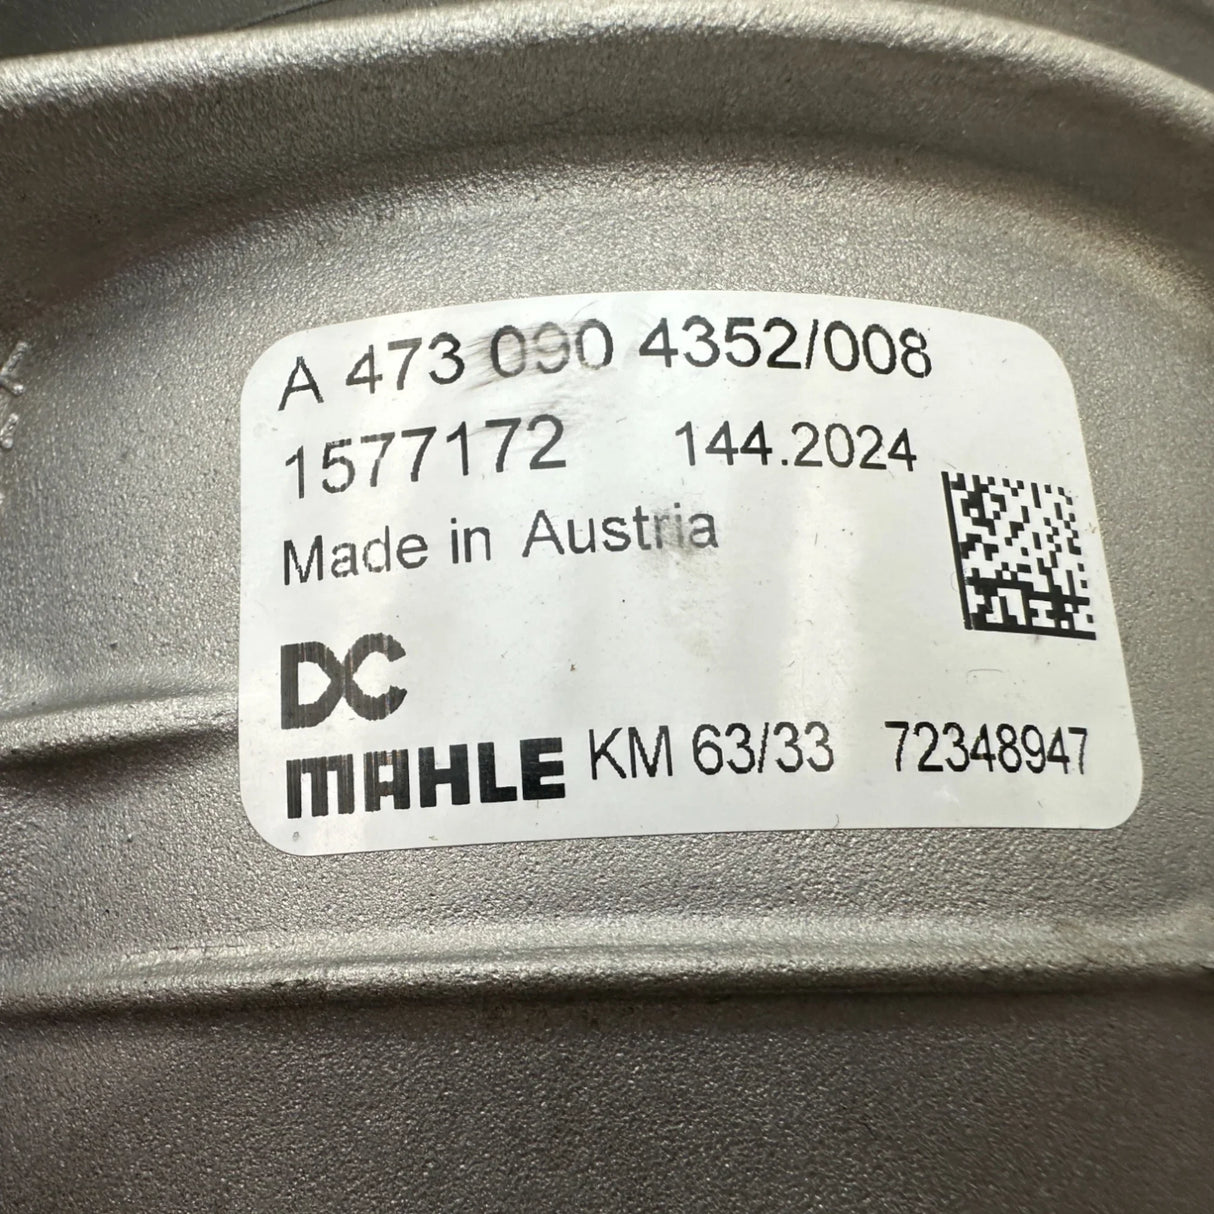 A 473 090 4352/008
1577172 144.2024
Made in Austria
DC
MAHLE KM 63/33 72348947